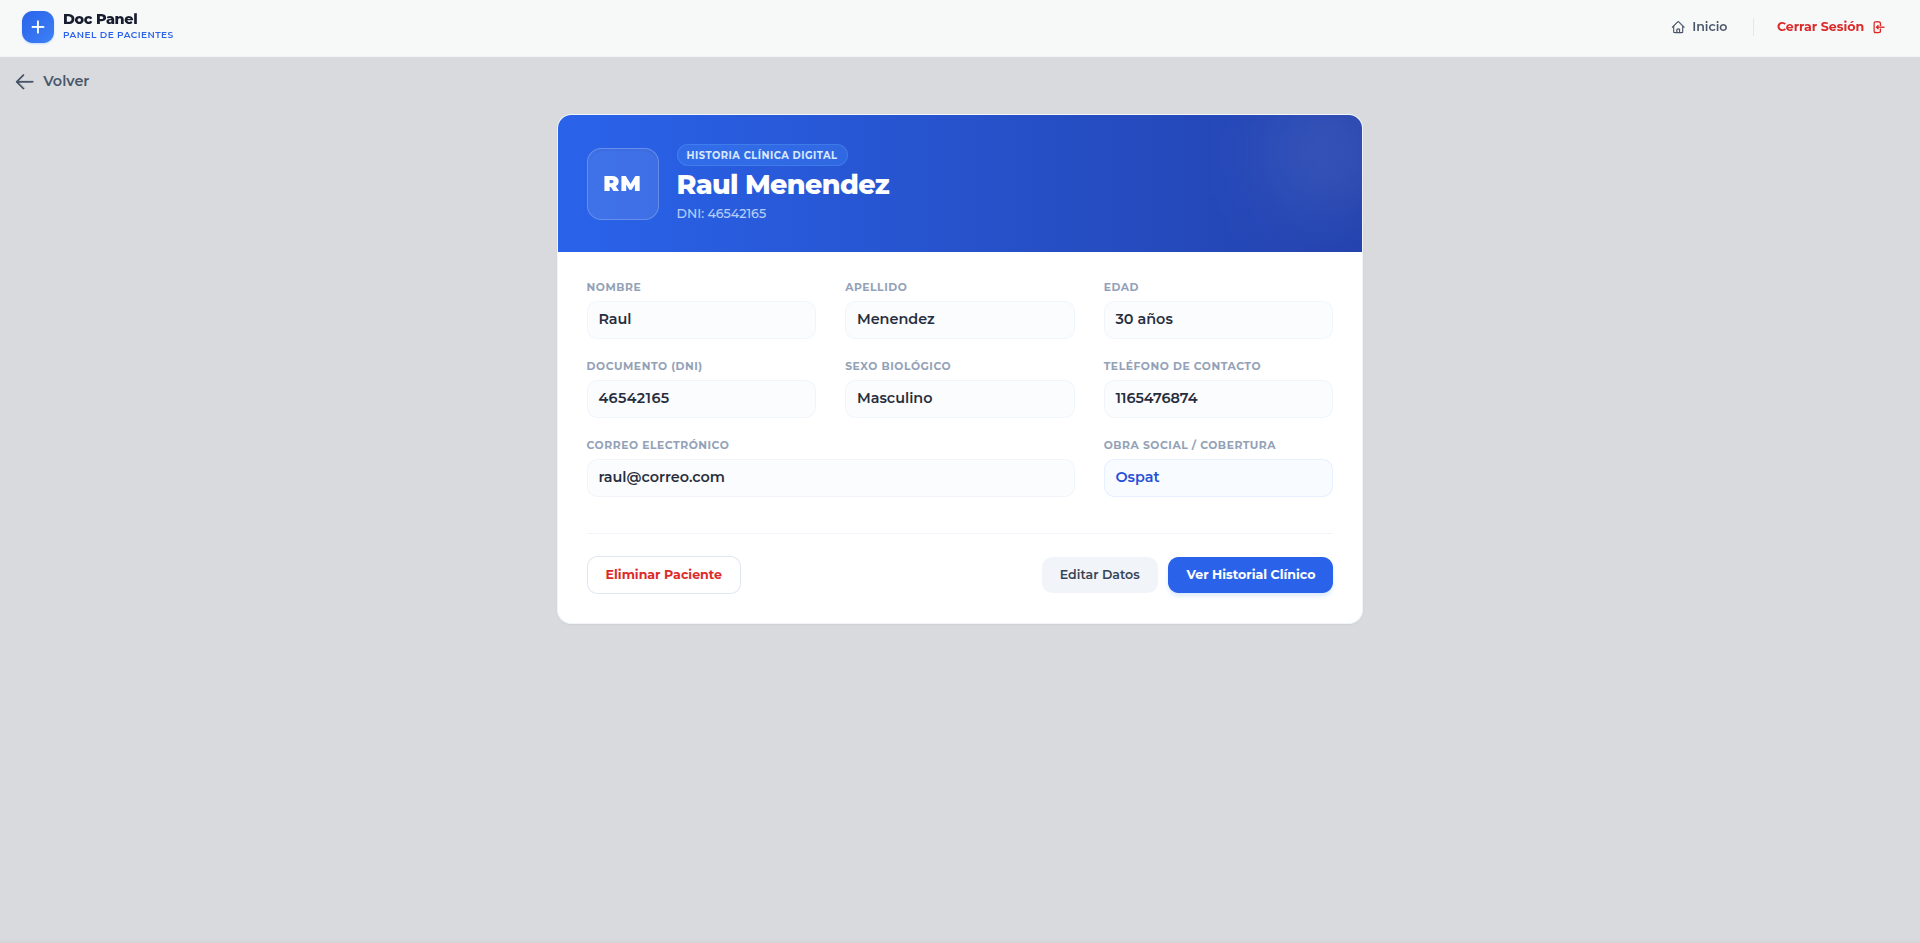 Doc Panel
PANEL DE PACIENTES
Inicio
Cerrar Sesión
Volver
RM
HISTORIA CLÍNICA DIGITAL
Raul Menendez
DNI: 46542165
NOMBRE
APELLIDO
EDAD
Raul
Menendez
30 años
DOCUMENTO (DNI)
SEXO BIOLÓGICO
TELÉFONO DE CONTACTO
46542165
Masculino
1165476874
CORREO ELECTRÓNICO
OBRA SOCIAL / COBERTURA
raul@correo.com
Ospat
Eliminar Paciente
Editar Datos
Ver Historial Clínico